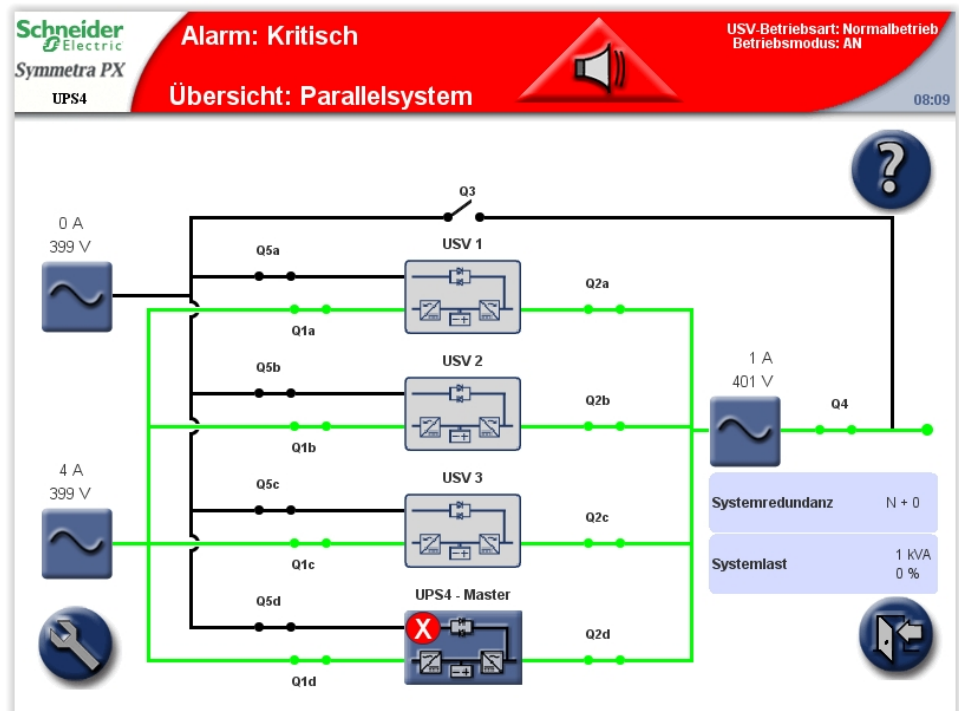 Schneider
Electric
Symmetra PX
UPS4
Alarm: Kritisch
Übersicht: Parallelsystem
USV-Betriebsart: Normalbetrieb
Betriebsmodus: AN
08:09
?
Q3
0 A
399 V
Q5a
USV 1
Q2a
Q1a
Q5b
USV 2
Q2b
Q1b
1 A
401 V
Q4
4 A
399 V
Q5c
USV 3
Q2c
Q1c
Systemredundanz N + 0
Systemlast 1 kVA
0 %
Q5d
UPS4 - Master
X
Q2d
Q1d